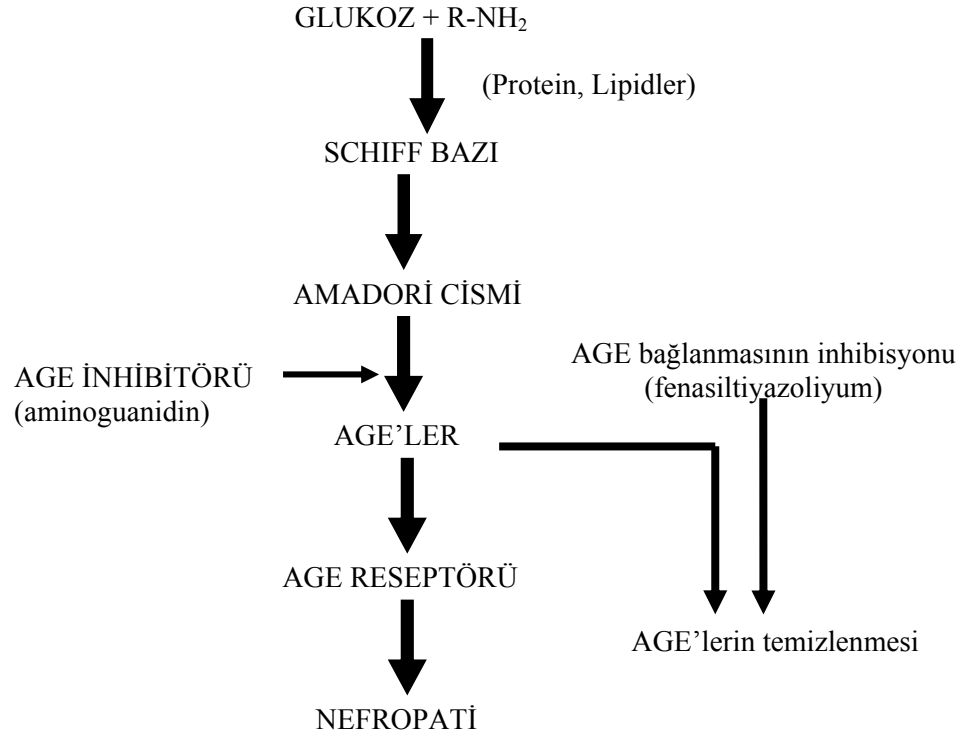 GLUKOZ + R-NH₂
(Protein, Lipidler)
SCHIFF BAZI
AMADORİ CİSMİ
AGE İNHİBİTÖRÜ
(aminoguanidin)
AGE bağlanmasının inhibisyonu
(fenasiltiyazoliyum)
AGE’LER
AGE RESEPTÖRÜ
AGE’lerin temizlenmesi
NEFROPATİ